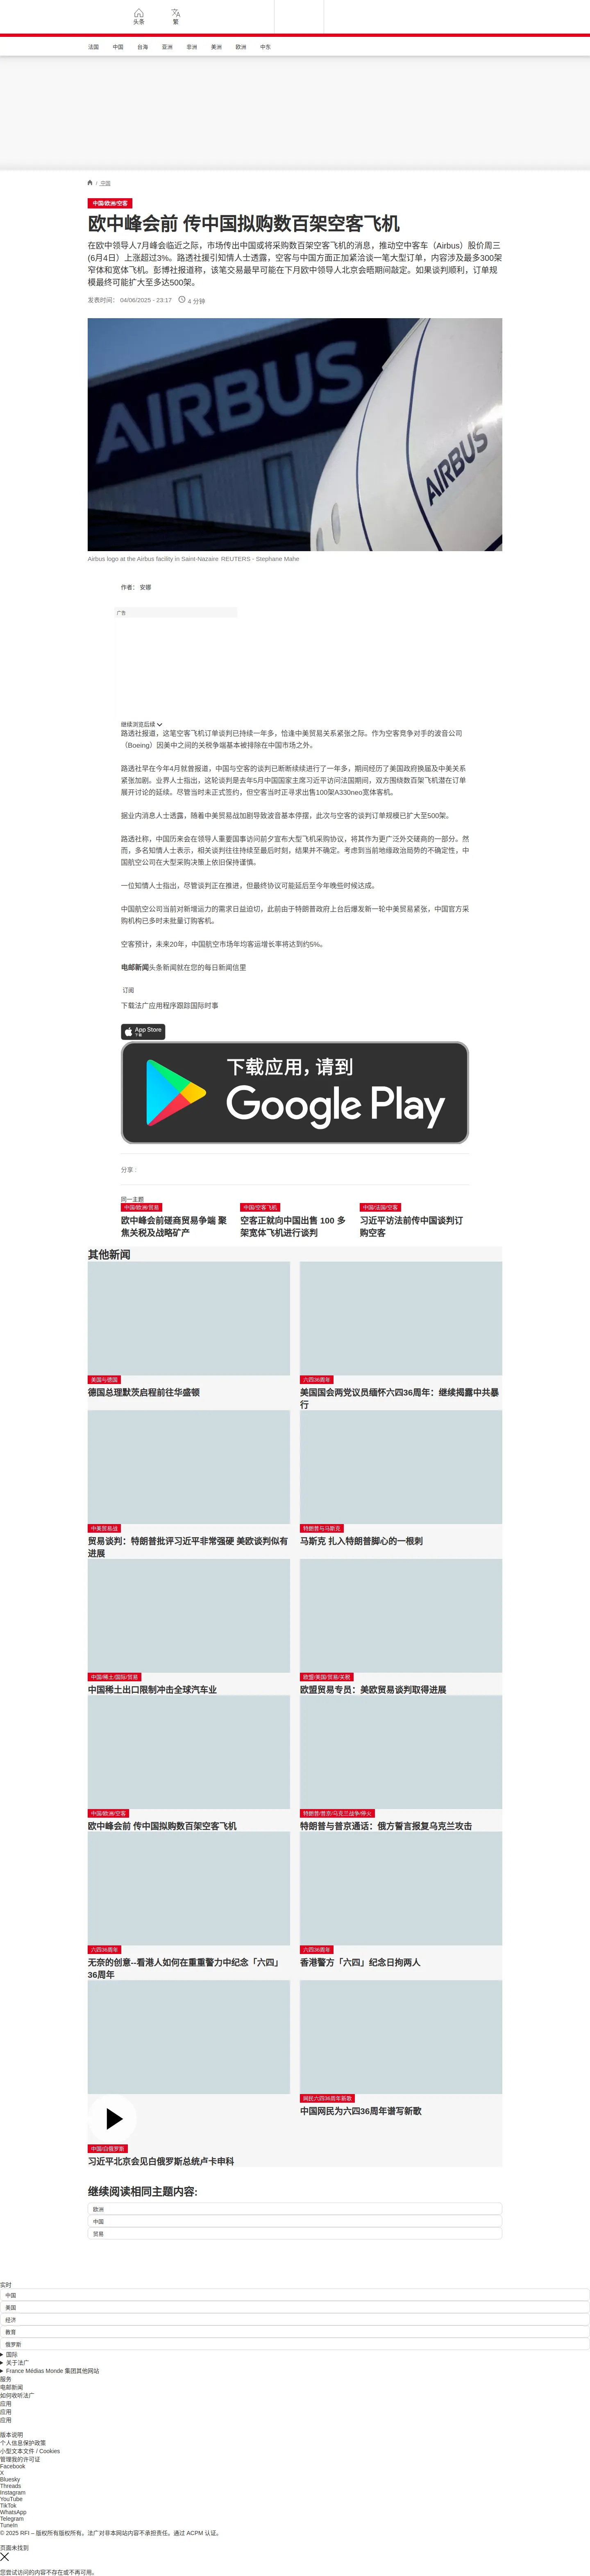 头条
繁
法国
中国
台海
亚洲
非洲
美洲
欧洲
中东
中国
中国/欧洲/空客
欧中峰会前 传中国拟购数百架空客飞机
在欧中领导人7月峰会临近之际，市场传出中国或将采购数百架空客飞机的消息，推动空中客车（Airbus）股价周三
(6月4日）上涨超过3%。路透社援引知情人士透露，空客与中国方面正加紧洽谈一笔大型订单，内容涉及最多300架
窄体和宽体飞机。彭博社报道称，该笔交易最早可能在下月欧中领导人北京会晤期间敲定。如果谈判顺利，订单规
模最终可能扩大至多达500架。
发表时间： 04/06/2025 - 23:17
4 分钟
AIRBUS
AIRBUS
AIRBUS
Airbus logo at the Airbus facility in Saint-Nazaire REUTERS - Stephane Mahe
作者： 安娜
广告
继续浏览后续
路透社报道，这笔空客飞机订单谈判已持续一年多，恰逢中美贸易关系紧张之际。作为空客竞争对手的波音公司
（Boeing）因美中之间的关税争端基本被排除在中国市场之外。
路透社早在今年4月就曾报道，中国与空客的谈判已断断续续进行了一年多，期间经历了美国政府换届及中美关系
紧张加剧。业界人士指出，这轮谈判是去年5月中国国家主席习近平访问法国期间，双方围绕数百架飞机潜在订单
展开讨论的延续。尽管当时未正式签约，但空客当时正寻求出售100架A330neo宽体客机。
据业内消息人士透露，随着中美贸易战加剧导致波音基本停摆，此次与空客的谈判订单规模已扩大至500架。
路透社称，中国历来会在领导人重要国事访问前夕宣布大型飞机采购协议，将其作为更广泛外交磋商的一部分。然
而，多名知情人士表示，相关谈判往往持续至最后时刻，结果并不确定。考虑到当前地缘政治局势的不确定性，中
国航空公司在大型采购决策上依旧保持谨慎。
一位知情人士指出，尽管谈判正在推进，但最终协议可能延后至今年晚些时候达成。
中国航空公司当前对新增运力的需求日益迫切，此前由于特朗普政府上台后爆发新一轮中美贸易紧张，中国官方采
购机构已多时未批量订购客机。
空客预计，未来20年，中国航空市场年均客运增长率将达到约5%。
电邮新闻头条新闻就在您的每日新闻信里
订阅
下载法广应用程序跟踪国际时事
App Store
下载
下载应用，请到
Google Play
分享 :
同一主题
中国/欧洲/贸易
欧中峰会前磋商贸易争端 聚
焦关税及战略矿产
中国/空客飞机
空客正就向中国出售 100 多
架宽体飞机进行谈判
中国/法国/空客
习近平访法前传中国谈判订
购空客
其他新闻
美国与德国
德国总理默茨启程前往华盛顿
六四36周年
美国国会两党议员缅怀六四36周年：继续揭露中共暴
行
中美贸易战
贸易谈判：特朗普批评习近平非常强硬 美欧谈判似有
进展
特朗普与马斯克
马斯克 扎入特朗普脚心的一根刺
中国/稀土/国际/贸易
中国稀土出口限制冲击全球汽车业
欧盟/美国/贸易/关税
欧盟贸易专员：美欧贸易谈判取得进展
中国/欧洲/空客
欧中峰会前 传中国拟购数百架空客飞机
特朗普/普京/乌克兰战争/停火
特朗普与普京通话：俄方誓言报复乌克兰攻击
六四36周年
无奈的创意--看港人如何在重重警力中纪念「六四」
36周年
六四36周年
香港警方「六四」纪念日拘两人
中国/白俄罗斯
习近平北京会见白俄罗斯总统卢卡申科
网民六四36周年新歌
中国网民为六四36周年谱写新歌
继续阅读相同主题内容:
欧洲
中国
贸易
实时
中国
美国
经济
教育
俄罗斯
国际
关于法广
France Médias Monde 集团其他网站
服务
电邮新闻
如何收听法广
应用
应用
应用
版本说明
个人信息保护政策
小型文本文件 / Cookies
管理我的许可证
Facebook
X
Bluesky
Threads
Instagram
YouTube
TikTok
WhatsApp
Telegram
TuneIn
© 2025 RFI – 版权所有版权所有。法广对非本网站内容不承担责任。通过 ACPM 认证。
页面未找到
您尝试访问的内容不存在或不再可用。